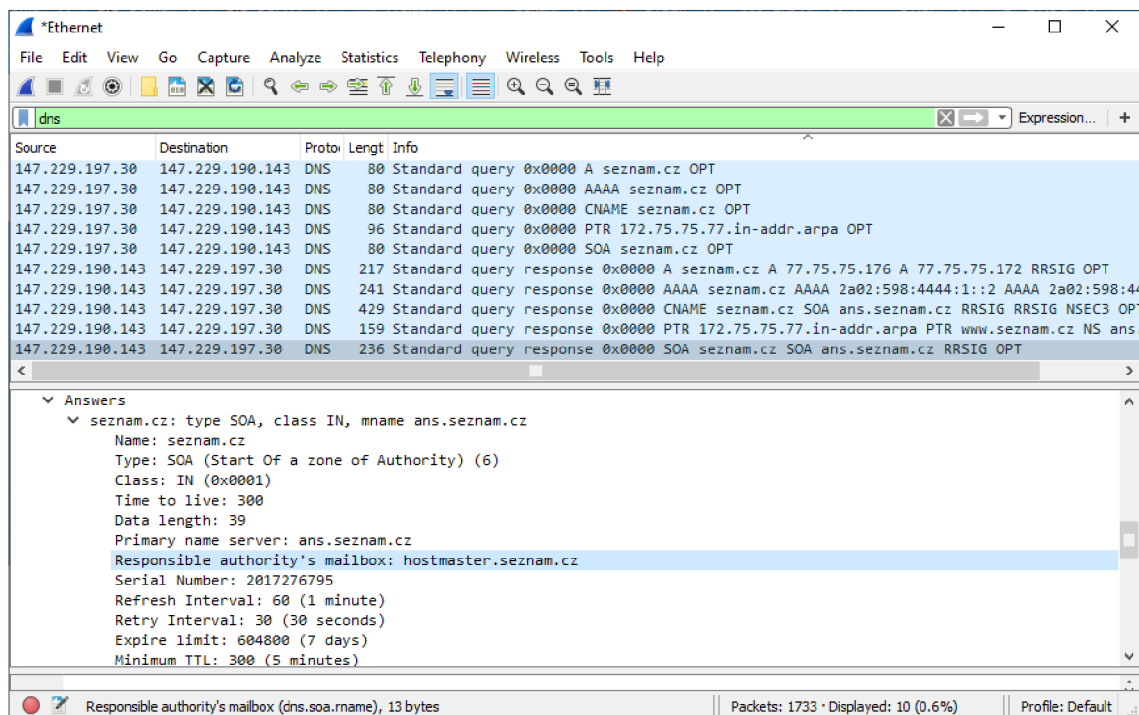 *Ethernet
File Edit View Go Capture Analyze Statistics Telephony Wireless Tools Help
dns Expression... +
Source Destination Proto Lengt Info
147.229.197.30 147.229.190.143 DNS 80 Standard query 0x0000 A seznam.cz OPT
147.229.197.30 147.229.190.143 DNS 80 Standard query 0x0000 AAAA seznam.cz OPT
147.229.197.30 147.229.190.143 DNS 80 Standard query 0x0000 CNAME seznam.cz OPT
147.229.197.30 147.229.190.143 DNS 96 Standard query 0x0000 PTR 172.75.75.77.in-addr.arpa OPT
147.229.197.30 147.229.190.143 DNS 80 Standard query 0x0000 SOA seznam.cz OPT
147.229.190.143 147.229.197.30 DNS 217 Standard query response 0x0000 A seznam.cz A 77.75.75.176 A 77.75.75.172 RRSIG OPT
147.229.190.143 147.229.197.30 DNS 241 Standard query response 0x0000 AAAA seznam.cz AAAA 2a02:598:4444:1::2 AAAA 2a02:598:44
147.229.190.143 147.229.197.30 DNS 429 Standard query response 0x0000 CNAME seznam.cz SOA ans.seznam.cz RRSIG RRSIG NSEC3 OPT
147.229.190.143 147.229.197.30 DNS 159 Standard query response 0x0000 PTR 172.75.75.77.in-addr.arpa PTR www.seznam.cz NS ans.
147.229.190.143 147.229.197.30 DNS 236 Standard query response 0x0000 SOA seznam.cz SOA ans.seznam.cz RRSIG OPT
Answers
seznam.cz: type SOA, class IN, mname ans.seznam.cz
Name: seznam.cz
Type: SOA (Start Of a zone of Authority) (6)
Class: IN (0x0001)
Time to live: 300
Data length: 39
Primary name server: ans.seznam.cz
Responsible authority's mailbox: hostmaster.seznam.cz
Serial Number: 2017276795
Refresh Interval: 60 (1 minute)
Retry Interval: 30 (30 seconds)
Expire limit: 604800 (7 days)
Minimum TTL: 300 (5 minutes)
Responsible authority's mailbox (dns.soa.rname), 13 bytes Packets: 1733 · Displayed: 10 (0.6%) Profile: Default